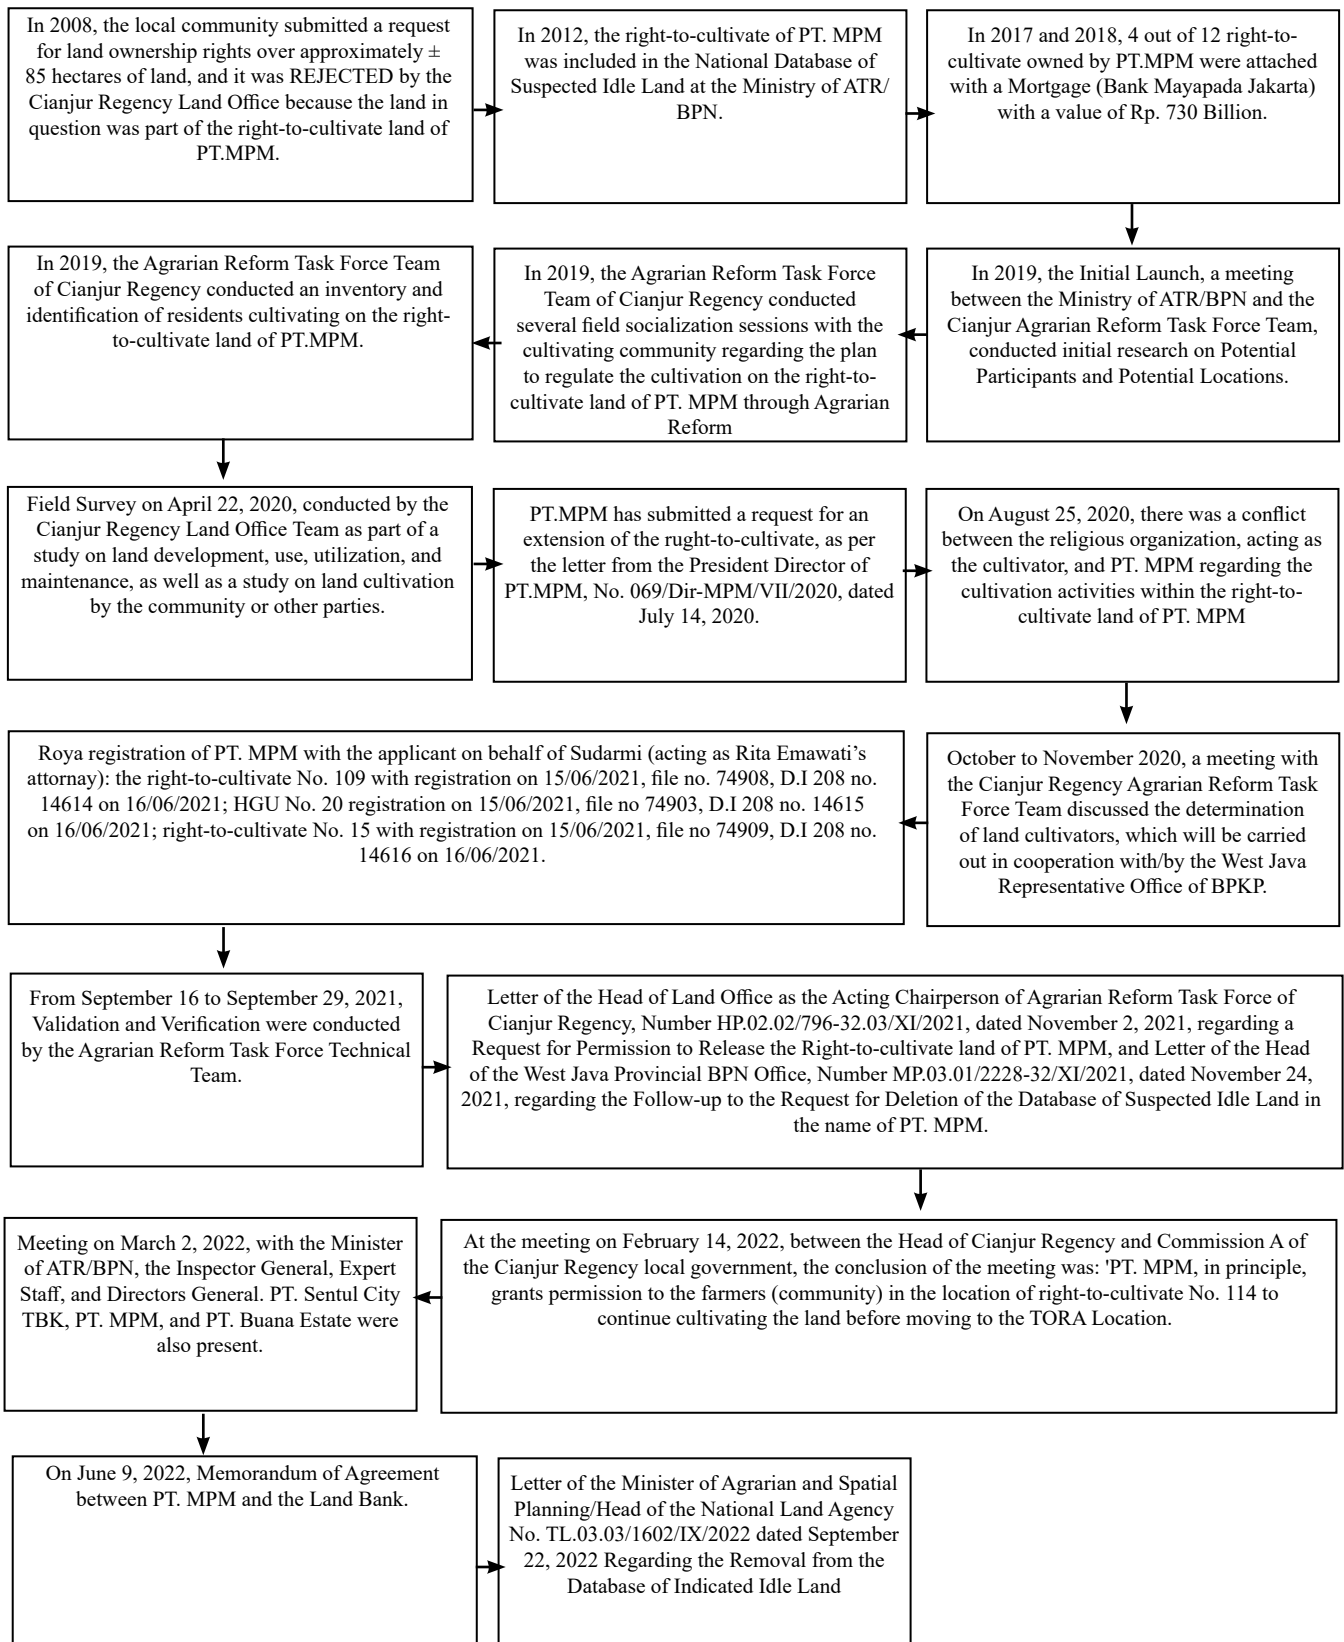 In 2008, the local community submitted a request
for land ownership rights over approximately ±
85 hectares of land, and it was REJECTED by the
Cianjur Regency Land Office because the land in
question was part of the right-to-cultivate land of
PT.MPM.
In 2012, the right-to-cultivate of PT. MPM
was included in the National Database of
Suspected Idle Land at the Ministry of ATR/
BPN.
In 2017 and 2018, 4 out of 12 right-to-
cultivate owned by PT.MPM were attached
with a Mortgage (Bank Mayapada Jakarta)
with a value of Rp. 730 Billion.
In 2019, the Initial Launch, a meeting
between the Ministry of ATR/BPN and the
Cianjur Agrarian Reform Task Force Team,
conducted initial research on Potential
Participants and Potential Locations.
In 2019, the Agrarian Reform Task Force
Team of Cianjur Regency conducted
several field socialization sessions with the
cultivating community regarding the plan
to regulate the cultivation on the right-to-
cultivate land of PT. MPM through Agrarian
Reform
In 2019, the Agrarian Reform Task Force Team
of Cianjur Regency conducted an inventory and
identification of residents cultivating on the right-
to-cultivate land of PT.MPM.
Field Survey on April 22, 2020, conducted by the
Cianjur Regency Land Office Team as part of a
study on land development, use, utilization, and
maintenance, as well as a study on land cultivation
by the community or other parties.
PT.MPM has submitted a request for an
extension of the rught-to-cultivate, as per
the letter from the President Director of
PT.MPM, No. 069/Dir-MPM/VII/2020, dated
July 14, 2020.
On August 25, 2020, there was a conflict
between the religious organization, acting as
the cultivator, and PT. MPM regarding the
cultivation activities within the right-to-
cultivate land of PT. MPM
October to November 2020, a meeting with
the Cianjur Regency Agrarian Reform Task
Force Team discussed the determination
of land cultivators, which will be carried
out in cooperation with/by the West Java
Representative Office of BPKP.
Roya registration of PT. MPM with the applicant on behalf of Sudarmi (acting as Rita Emawati’s
attornay): the right-to-cultivate No. 109 with registration on 15/06/2021, file no. 74908, D.I 208 no.
14614 on 16/06/2021; HGU No. 20 registration on 15/06/2021, file no 74903, D.I 208 no. 14615
on 16/06/2021; right-to-cultivate No. 15 with registration on 15/06/2021, file no 74909, D.I 208 no.
14616 on 16/06/2021.
From September 16 to September 29, 2021,
Validation and Verification were conducted
by the Agrarian Reform Task Force Technical
Team.
Letter of the Head of Land Office as the Acting Chairperson of Agrarian Reform Task Force of
Cianjur Regency, Number HP.02.02/796-32.03/XI/2021, dated November 2, 2021, regarding a
Request for Permission to Release the Right-to-cultivate land of PT. MPM, and Letter of the Head
of the West Java Provincial BPN Office, Number MP.03.01/2228-32/XI/2021, dated November 24,
2021, regarding the Follow-up to the Request for Deletion of the Database of Suspected Idle Land in
the name of PT. MPM.
At the meeting on February 14, 2022, between the Head of Cianjur Regency and Commission A of
the Cianjur Regency local government, the conclusion of the meeting was: 'PT. MPM, in principle,
grants permission to the farmers (community) in the location of right-to-cultivate No. 114 to
continue cultivating the land before moving to the TORA Location.
Meeting on March 2, 2022, with the Minister
of ATR/BPN, the Inspector General, Expert
Staff, and Directors General. PT. Sentul City
TBK, PT. MPM, and PT. Buana Estate were
also present.
On June 9, 2022, Memorandum of Agreement
between PT. MPM and the Land Bank.
Letter of the Minister of Agrarian and Spatial
Planning/Head of the National Land Agency
No. TL.03.03/1602/IX/2022 dated September
22, 2022 Regarding the Removal from the
Database of Indicated Idle Land